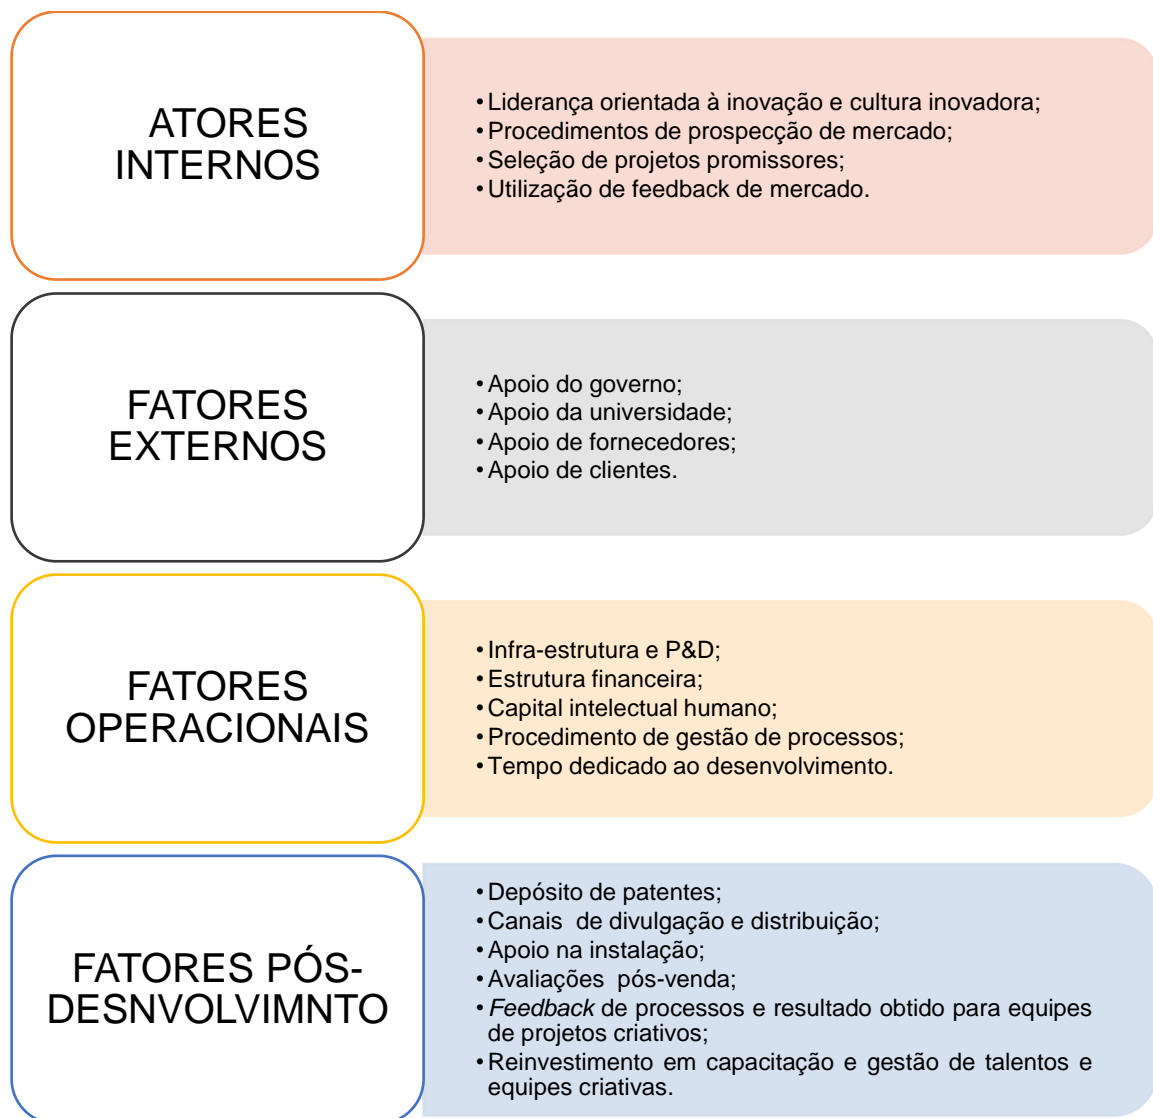 ATORES
INTERNOS
•Liderança orientada à inovação e cultura inovadora;
•Procedimentos de prospecção de mercado;
•Seleção de projetos promissores;
•Utilização de feedback de mercado.
FATORES
EXTERNOS
•Apoio do governo;
•Apoio da universidade;
•Apoio de fornecedores;
•Apoio de clientes.
FATORES
OPERACIONAIS
•Infra-estrutura e P&D;
•Estrutura financeira;
•Capital intelectual humano;
•Procedimento de gestão de processos;
•Tempo dedicado ao desenvolvimento.
FATORES PÓS-
DESNVOLVIMNTO
•Depósito de patentes;
•Canais de divulgação e distribuição;
•Apoio na instalação;
•Avaliações pós-venda;
•Feedback de processos e resultado obtido para equipes
de projetos criativos;
•Reinvestimento em capacitação e gestão de talentos e
equipes criativas.